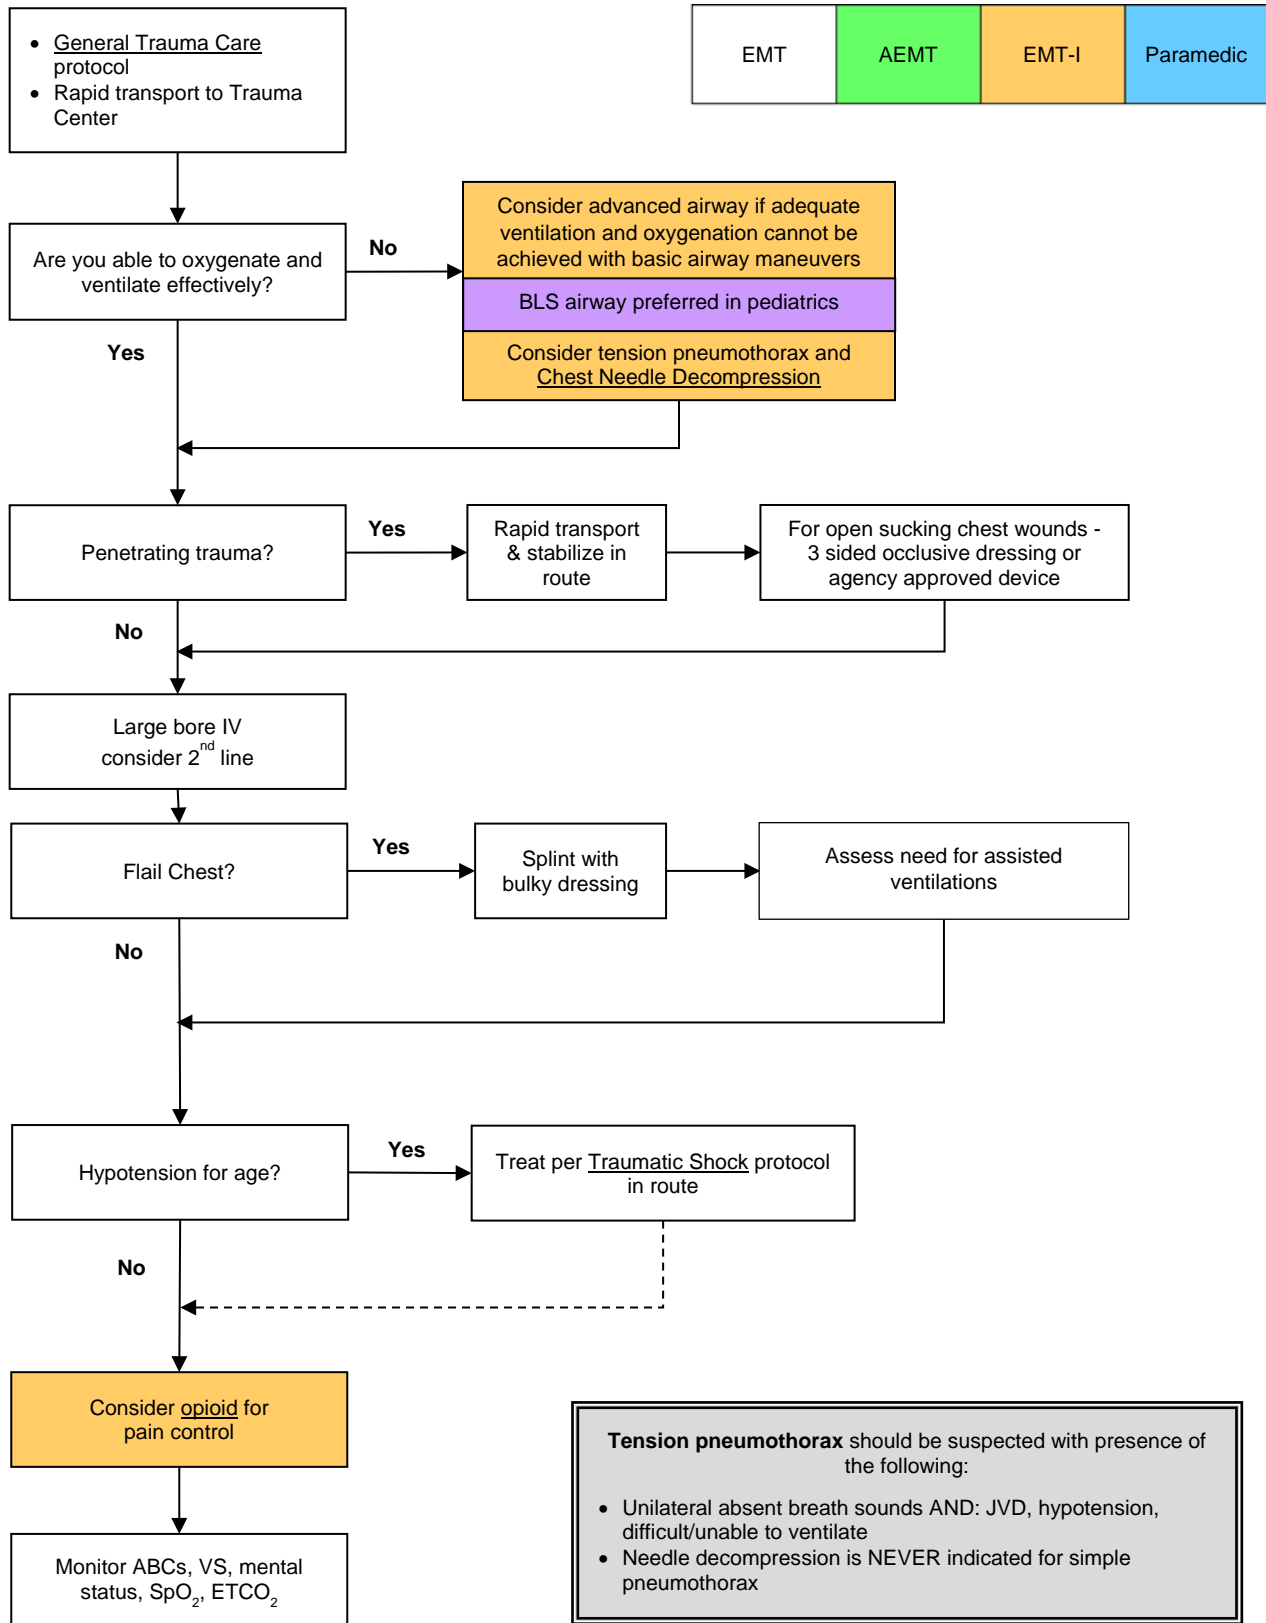 • General Trauma Care
protocol
• Rapid transport to Trauma
Center
EMT
AEMT
EMT-I
Paramedic
Are you able to oxygenate and
ventilate effectively?
No
Consider advanced airway if adequate
ventilation and oxygenation cannot be
achieved with basic airway maneuvers
BLS airway preferred in pediatrics
Consider tension pneumothorax and
Chest Needle Decompression
Yes
Penetrating trauma?
Yes
Rapid transport
& stabilize in
route
For open sucking chest wounds -
3 sided occlusive dressing or
agency approved device
No
Large bore IV
consider 2nd line
Flail Chest?
Yes
Splint with
bulky dressing
Assess need for assisted
ventilations
No
Hypotension for age?
Yes
Treat per Traumatic Shock protocol
in route
No
Consider opioid for
pain control
Monitor ABCs, VS, mental
status, SpO2, ETCO2
Tension pneumothorax should be suspected with presence of
the following:
• Unilateral absent breath sounds AND: JVD, hypotension,
difficult/unable to ventilate
• Needle decompression is NEVER indicated for simple
pneumothorax